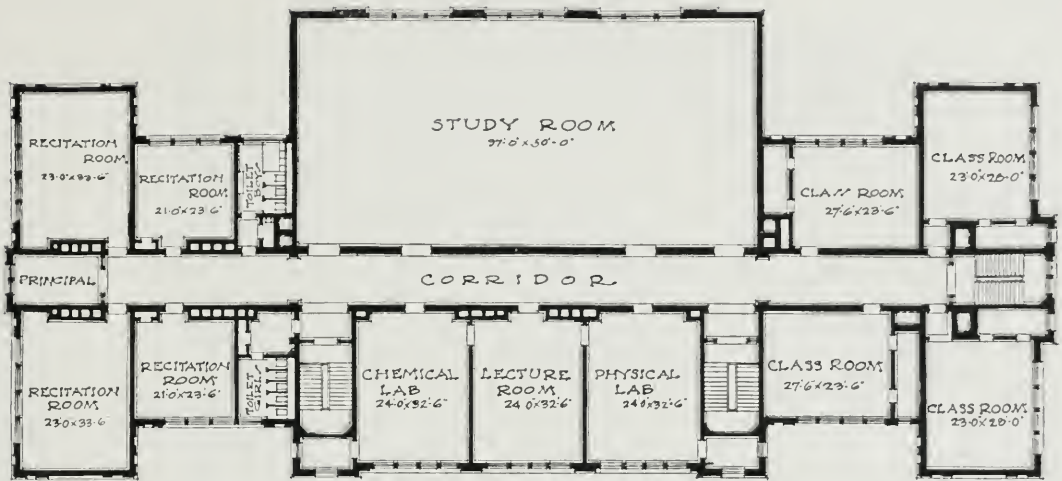 STUDY ROOM
97'-0" x 50'-0"
RECITATION
ROOM
23-0"x33-6"
RECITATION
ROOM
21-0"x23-6"
TOILET
BOYS
CLASS ROOM
27-6"x23-6"
CLASS ROOM
23-0"x28-0"
PRINCIPAL
CORRIDOR
RECITATION
ROOM
23-0"x33-6
RECITATION
ROOM
21-0"x23-6"
TOILET
GIRLS
CHEMICAL
LAB
24-0"x32-6"
LECTURE
ROOM
24-0"x32-6"
PHYSICAL
LAB
24-0"x32-6"
CLASS ROOM
27-6"x23-6"
CLASS ROOM
23-0"x28-0"